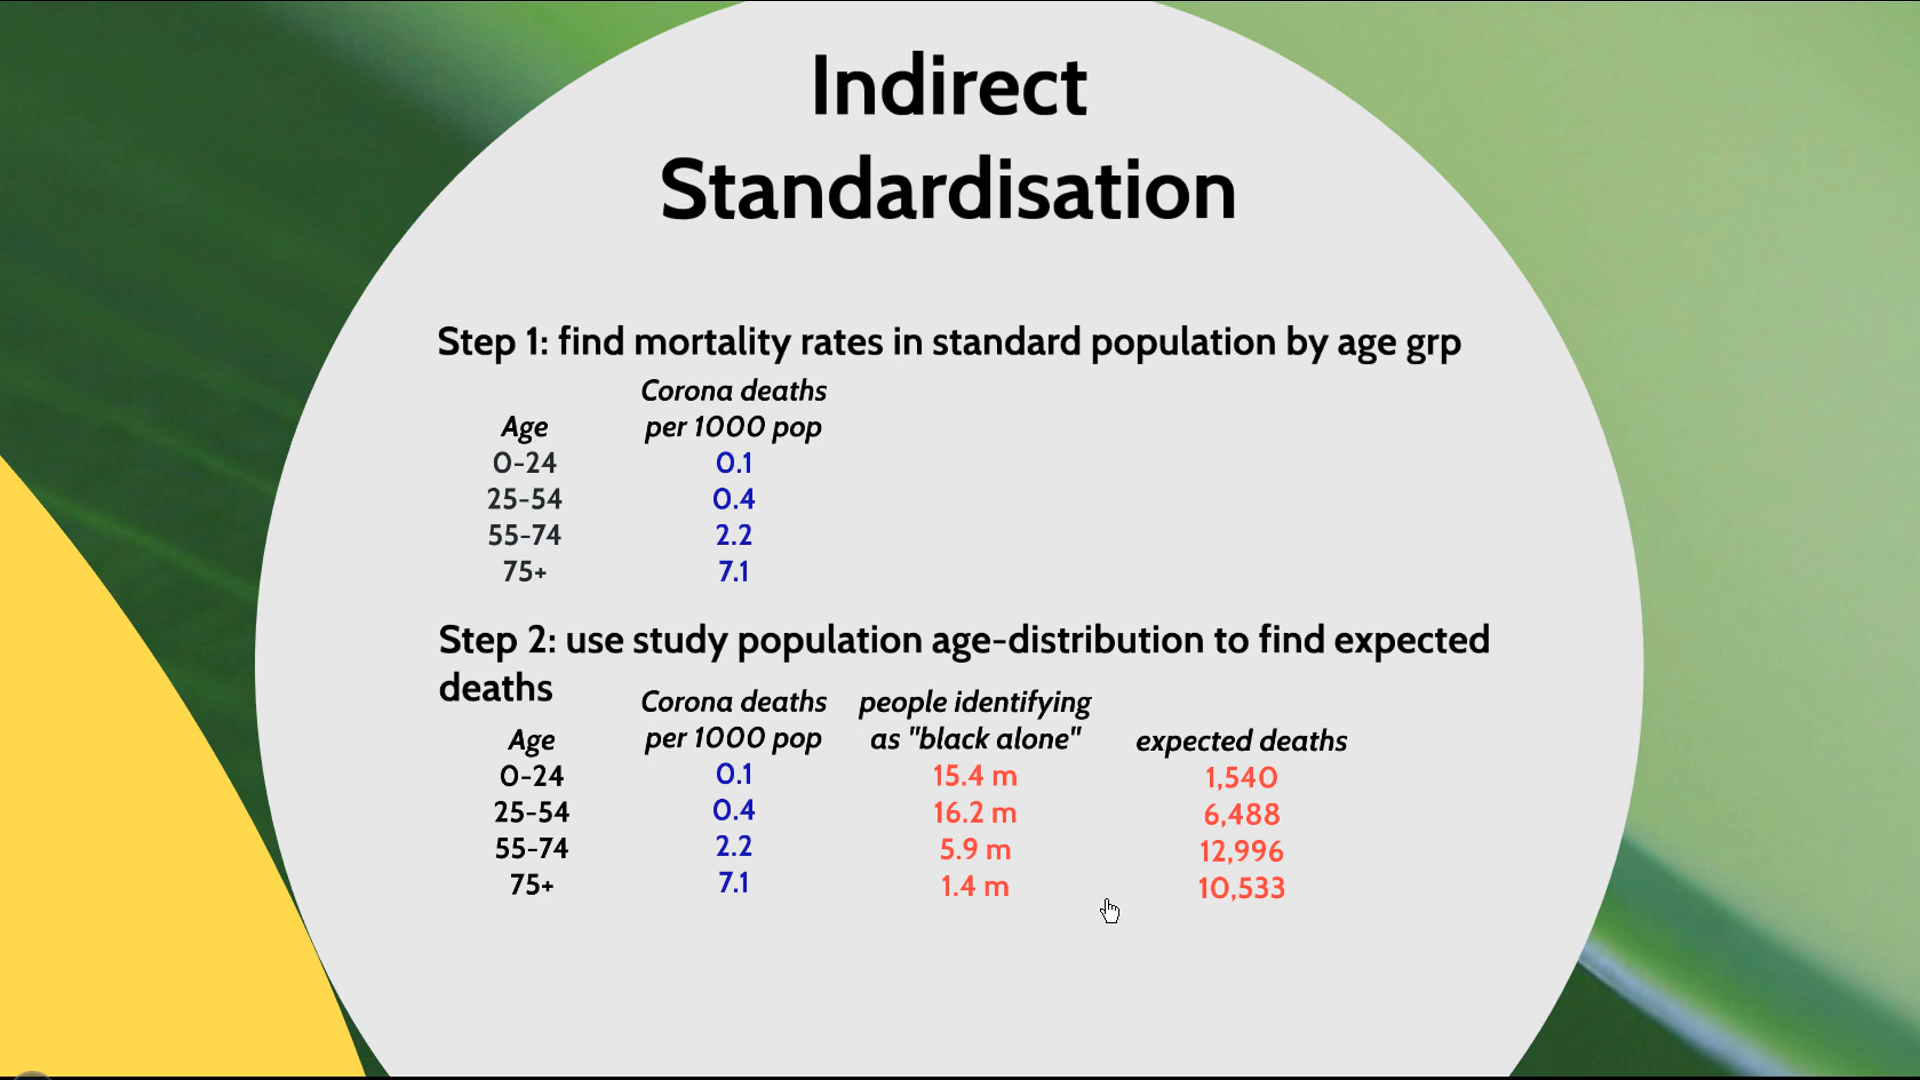 Indirect
Standardisation
Step 1: find mortality rates in standard population by age grp
Corona deaths
Age per 1000 pop
0-24 0.1
25-54 0.4
55-74 2.2
75+ 7.1
Step 2: use study population age-distribution to find expected
deaths
Corona deaths people identifying
Age per 1000 pop as "black alone" expected deaths
0-24 0.1 15.4 m 1,540
25-54 0.4 16.2 m 6,488
55-74 2.2 5.9 m 12,996
75+ 7.1 1.4 m 10,533